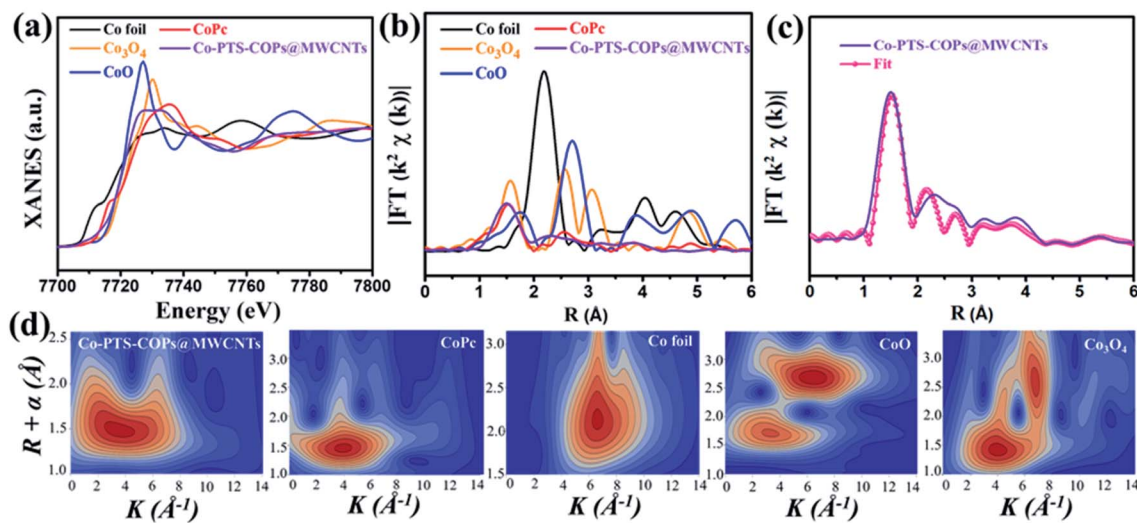 (a)
Co foil
CoPc
Co₃O₄
Co-PTS-COPs@MWCNTs
CoO
XANES (a.u.)
7700 7720 7740 7760 7780 7800
Energy (eV)
(b)
Co foil
CoPc
Co₃O₄
Co-PTS-COPs@MWCNTs
CoO
|FT (k² χ (k))|
0 1 2 3 4 5 6
R (Å)
(c)
Co-PTS-COPs@MWCNTs
Fit
|FT (k² χ (k))|
0 1 2 3 4 5 6
R (Å)
(d)
R + α (Å)
2.5
2.0
1.5
1.0
Co-PTS-COPs@MWCNTs
0 2 4 6 8 10 12 14
K (Å⁻¹)
3.0
2.5
2.0
1.5
1.0
CoPc
0 2 4 6 8 10 12 14
K (Å⁻¹)
3.0
2.5
2.0
1.5
Co foil
0 2 4 6 8 10 12 14
K (Å⁻¹)
3.0
2.5
2.0
1.5
1.0
CoO
0 2 4 6 8 10 12 14
K (Å⁻¹)
3.0
2.5
2.0
1.5
1.0
Co₃O₄
0 2 4 6 8 10 12 14
K (Å⁻¹)